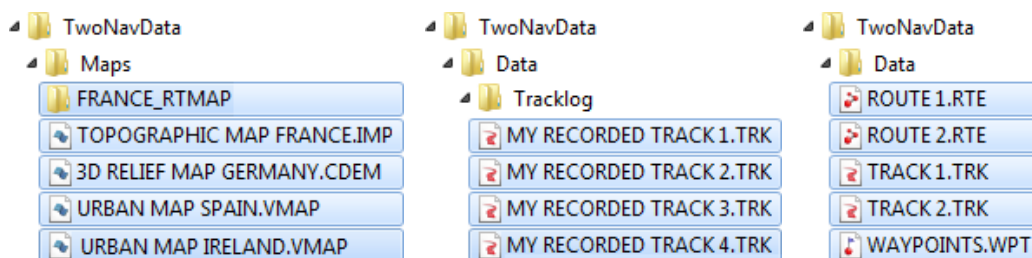 TwoNavData
Maps
FRANCE_RTMAP
TOPOGRAPHIC MAP FRANCE.IMP
3D RELIEF MAP GERMANY.CDEM
URBAN MAP SPAIN.VMAP
URBAN MAP IRELAND.VMAP
TwoNavData
Data
Tracklog
MY RECORDED TRACK 1.TRK
MY RECORDED TRACK 2.TRK
MY RECORDED TRACK 3.TRK
MY RECORDED TRACK 4.TRK
TwoNavData
Data
ROUTE 1.RTE
ROUTE 2.RTE
TRACK 1.TRK
TRACK 2.TRK
WAYPOINTS.WPT